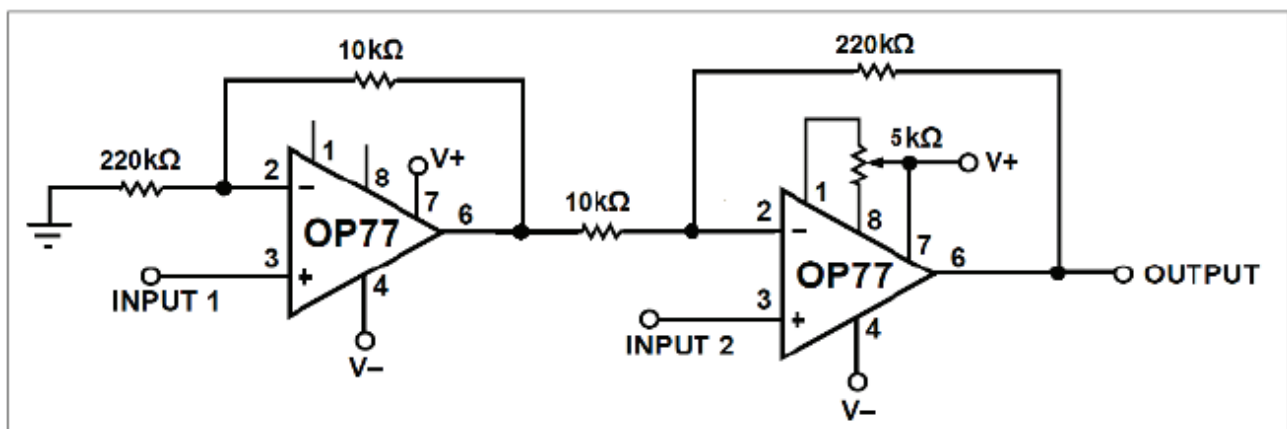 10kΩ
220kΩ
220kΩ
2
1
8
V+
7
6
OP77
3
INPUT 1
4
V−
10kΩ
5kΩ
V+
1
8
2
7
6
OP77
OUTPUT
3
INPUT 2
4
V−
−
+
−
+